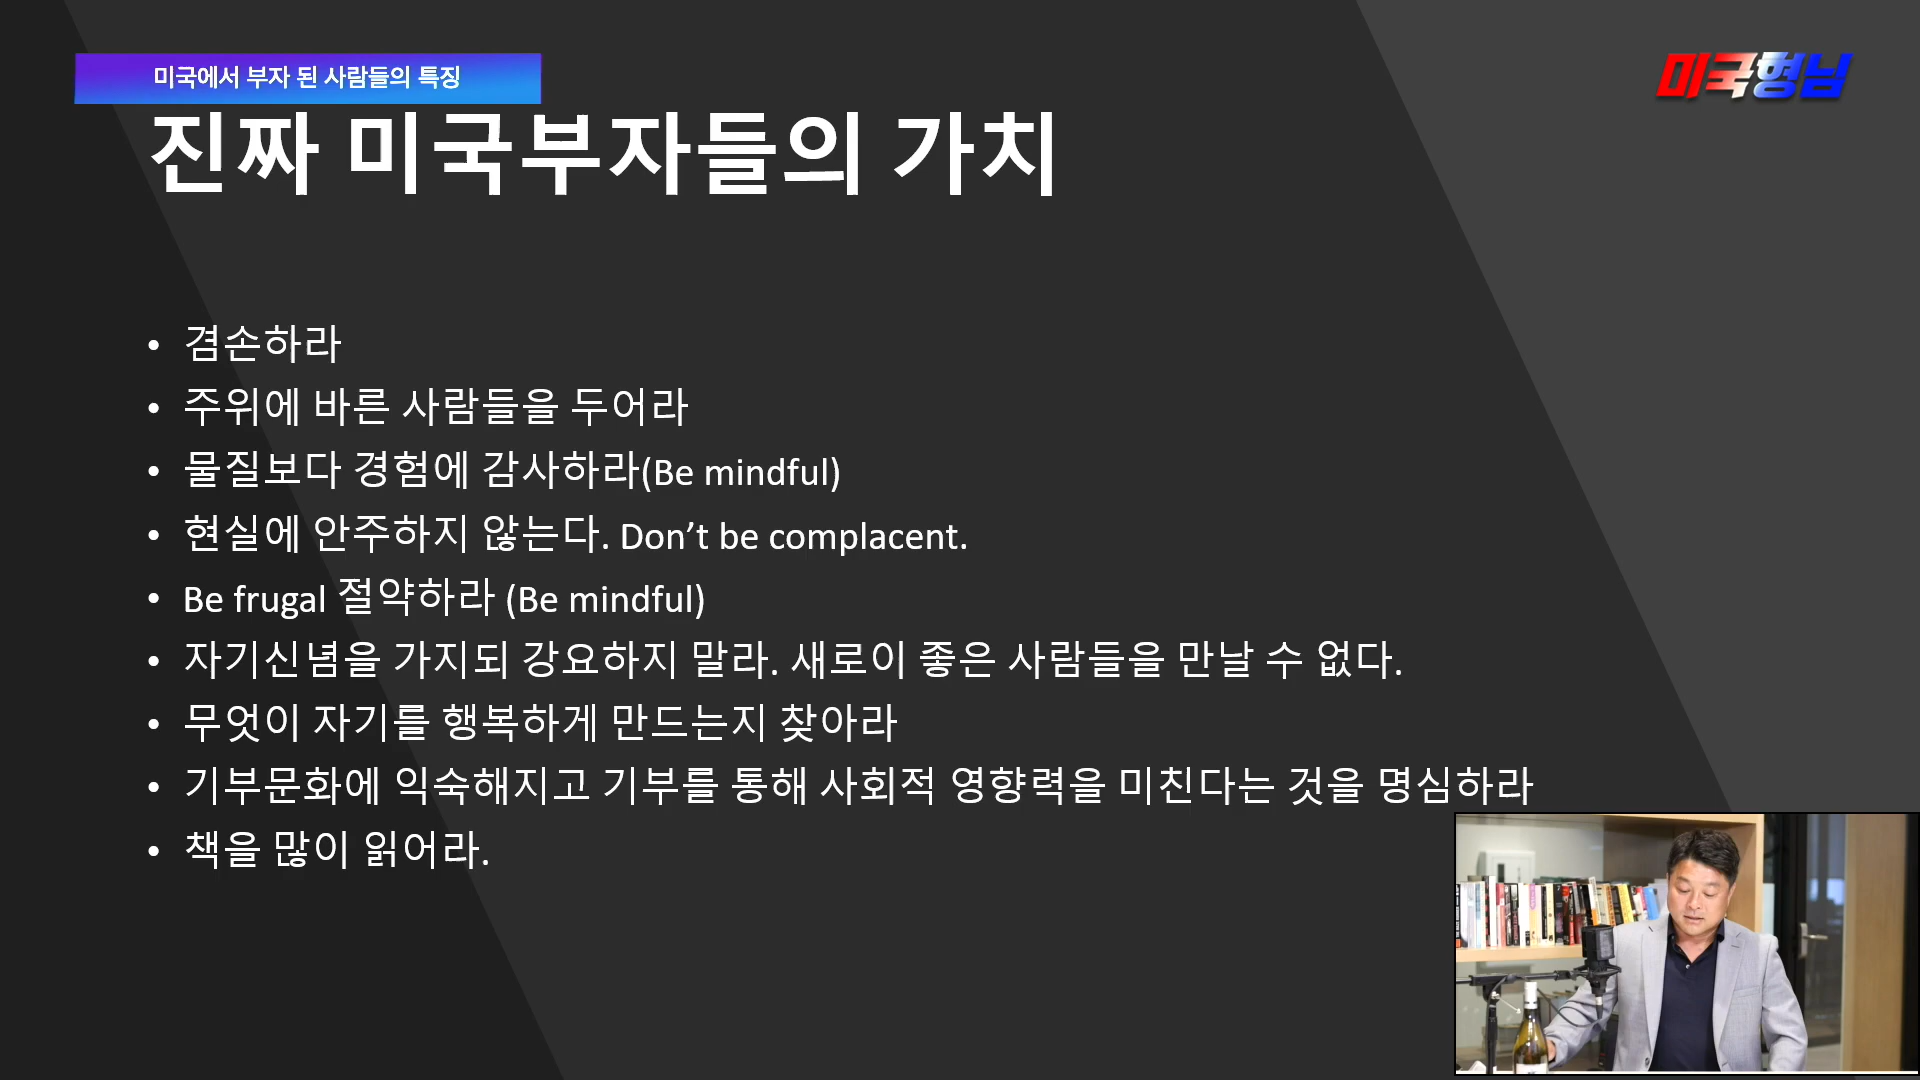 미국에서 부자 된 사람들의 특징
미국형님
진짜 미국부자들의 가치
• 겸손하라
• 주위에 바른 사람들을 두어라
• 물질보다 경험에 감사하라(Be mindful)
• 현실에 안주하지 않는다. Don’t be complacent.
• Be frugal 절약하라 (Be mindful)
• 자기신념을 가지되 강요하지 말라. 새로이 좋은 사람들을 만날 수 없다.
• 무엇이 자기를 행복하게 만드는지 찾아라
• 기부문화에 익숙해지고 기부를 통해 사회적 영향력을 미친다는 것을 명심하라
• 책을 많이 읽어라.